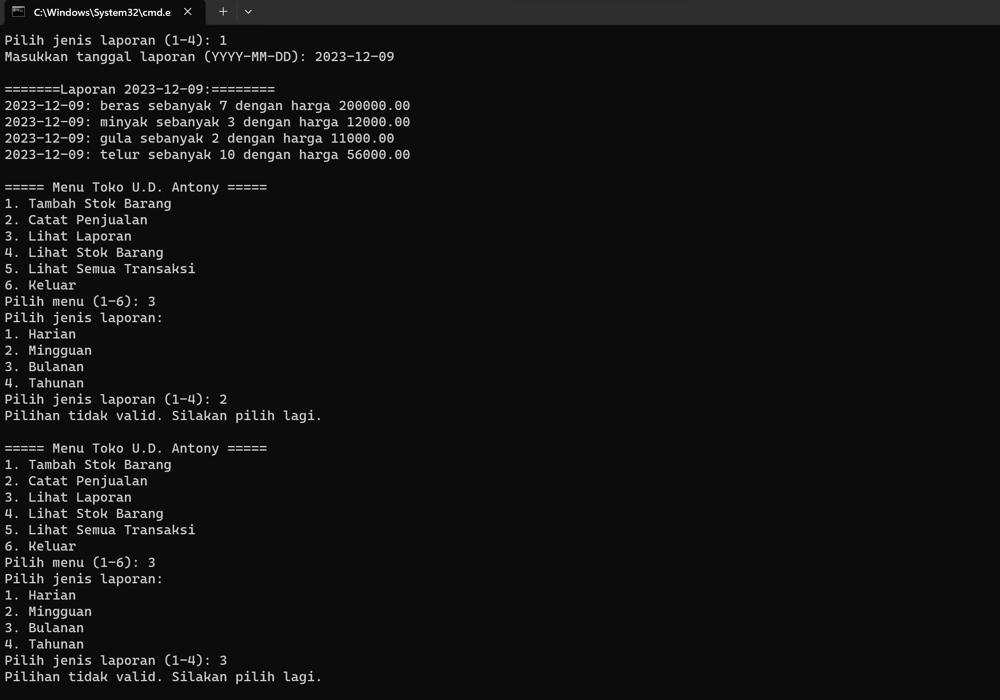 C:\Windows\System32\cmd.e
Pilih jenis laporan (1-4): 1
Masukkan tanggal laporan (YYYY-MM-DD): 2023-12-09
=======Laporan 2023-12-09:========
2023-12-09: beras sebanyak 7 dengan harga 200000.00
2023-12-09: minyak sebanyak 3 dengan harga 12000.00
2023-12-09: gula sebanyak 2 dengan harga 11000.00
2023-12-09: telur sebanyak 10 dengan harga 56000.00
===== Menu Toko U.D. Antony =====
1. Tambah Stok Barang
2. Catat Penjualan
3. Lihat Laporan
4. Lihat Stok Barang
5. Lihat Semua Transaksi
6. Keluar
Pilih menu (1-6): 3
Pilih jenis laporan:
1. Harian
2. Mingguan
3. Bulanan
4. Tahunan
Pilih jenis laporan (1-4): 2
Pilihan tidak valid. Silakan pilih lagi.
===== Menu Toko U.D. Antony =====
1. Tambah Stok Barang
2. Catat Penjualan
3. Lihat Laporan
4. Lihat Stok Barang
5. Lihat Semua Transaksi
6. Keluar
Pilih menu (1-6): 3
Pilih jenis laporan:
1. Harian
2. Mingguan
3. Bulanan
4. Tahunan
Pilih jenis laporan (1-4): 3
Pilihan tidak valid. Silakan pilih lagi.